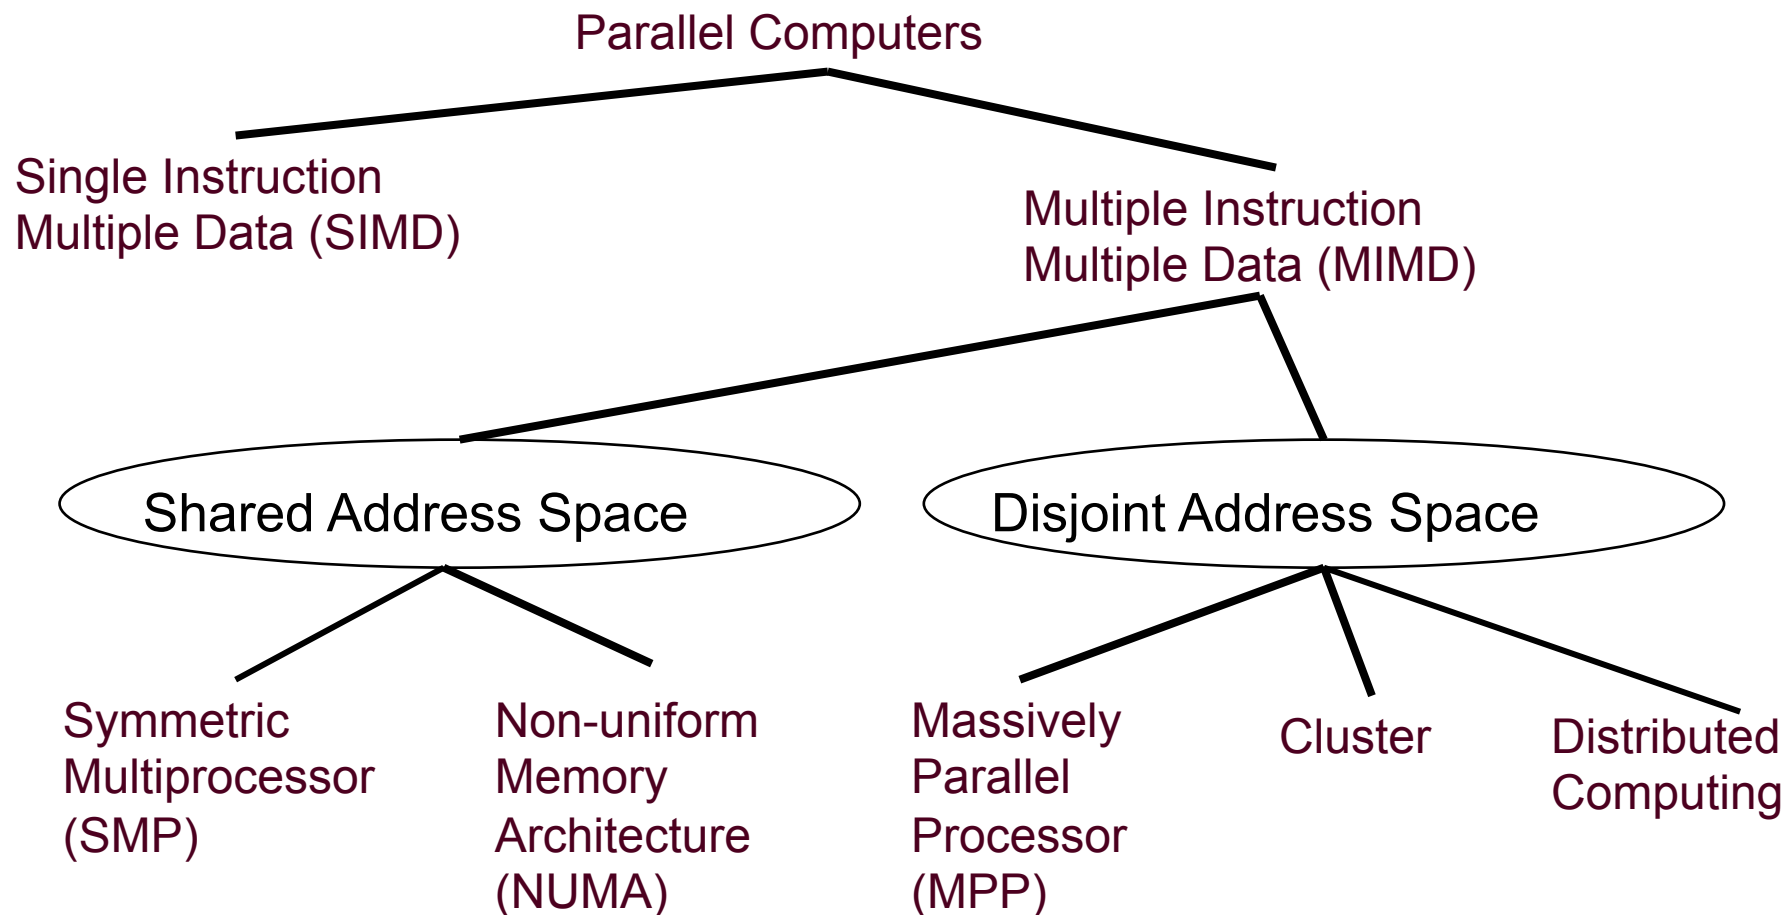 Parallel Computers
Single Instruction
Multiple Data (SIMD)
Multiple Instruction
Multiple Data (MIMD)
Shared Address Space
Disjoint Address Space
Symmetric
Multiprocessor
(SMP)
Non-uniform
Memory
Architecture
(NUMA)
Massively
Parallel
Processor
(MPP)
Cluster
Distributed
Computing